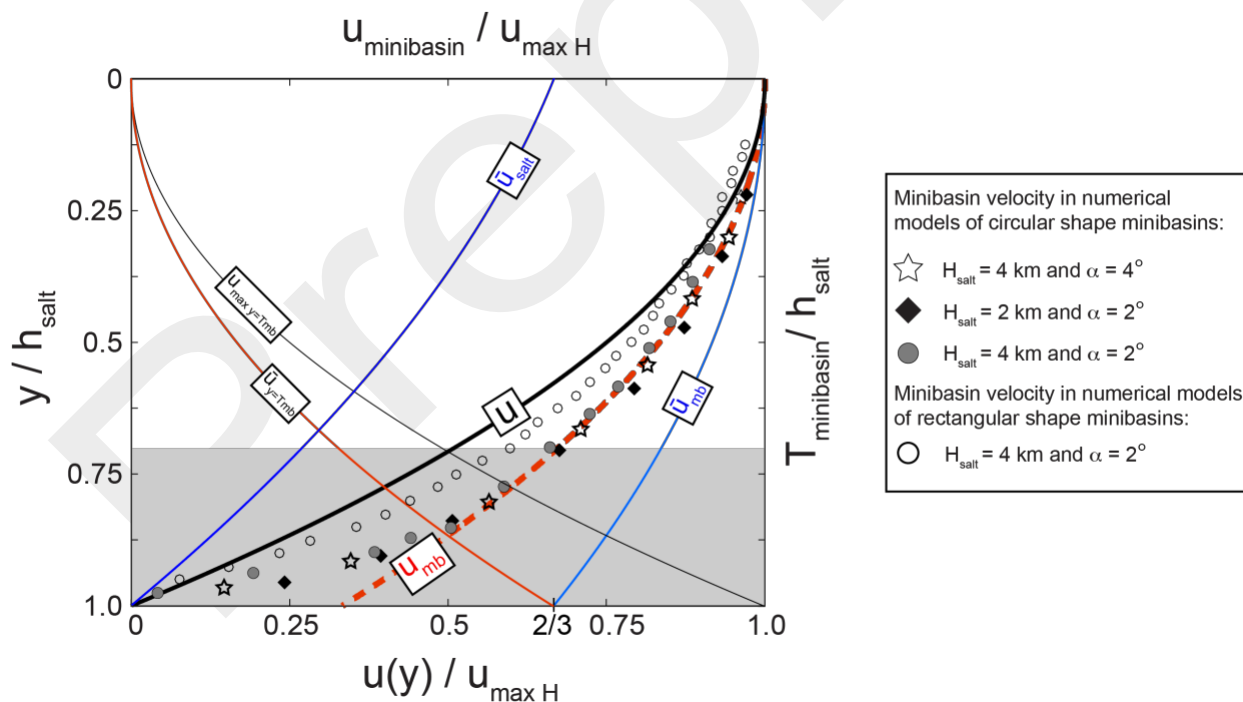 Prep
u minibasin / u max H
0
0.25
0.5
0.75
1.0
y / h salt
T minibasin / h salt
ū salt
u max y=Tmb
ū y=Tmb
u
ū mb
u mb
0
0.25
0.5
2/3
0.75
1.0
u(y) / u max H
Minibasin velocity in numerical
models of circular shape minibasins:
H salt = 4 km and α = 4°
H salt = 2 km and α = 2°
H salt = 4 km and α = 2°
Minibasin velocity in numerical models
of rectangular shape minibasins:
H salt = 4 km and α = 2°